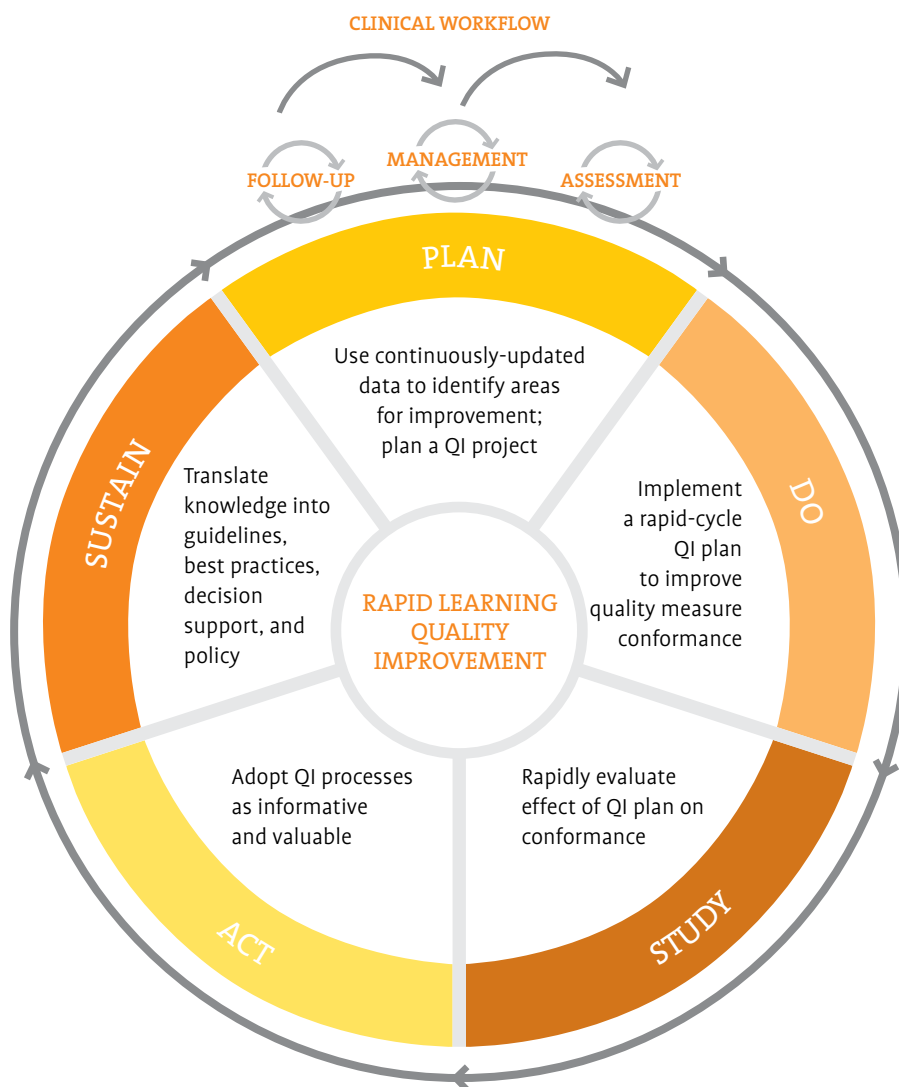 CLINICAL WORKFLOW
FOLLOW-UP
MANAGEMENT
ASSESSMENT
PLAN
Use continuously-updated
data to identify areas
for improvement;
plan a QI project
DO
Implement
a rapid-cycle
QI plan
to improve
quality measure
conformance
STUDY
Rapidly evaluate
effect of QI plan on
conformance
ACT
Adopt QI processes
as informative
and valuable
SUSTAIN
Translate
knowledge into
guidelines,
best practices,
decision
support, and
policy
RAPID LEARNING
QUALITY
IMPROVEMENT